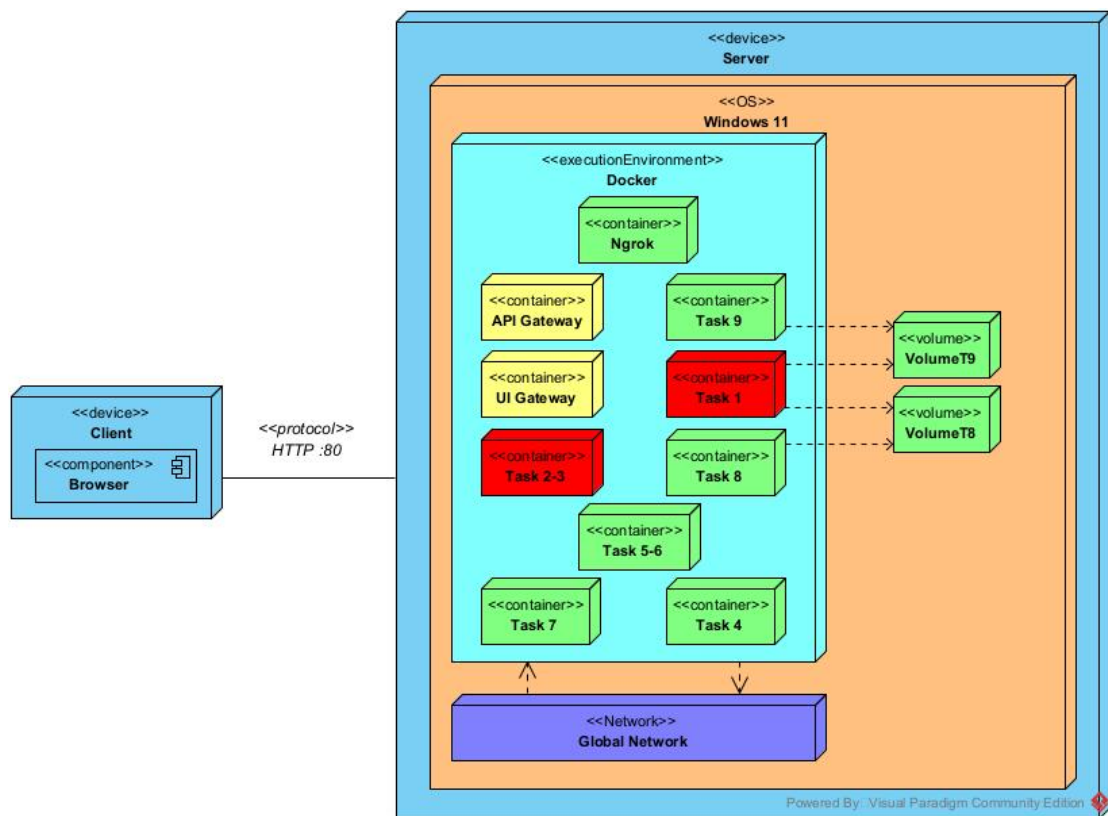 <<device>>
Server
<<OS>>
Windows 11
<<executionEnvironment>>
Docker
<<container>>
Ngrok
<<container>>
API Gateway
<<container>>
Task 9
<<volume>>
VolumeT9
<<container>>
UI Gateway
<<container>>
Task 1
<<volume>>
VolumeT8
<<device>>
Client
<<component>>
Browser
<<protocol>>
HTTP :80
<<container>>
Task 2-3
<<container>>
Task 8
<<container>>
Task 5-6
<<container>>
Task 7
<<container>>
Task 4
<<Network>>
Global Network
Powered By: Visual Paradigm Community Edition